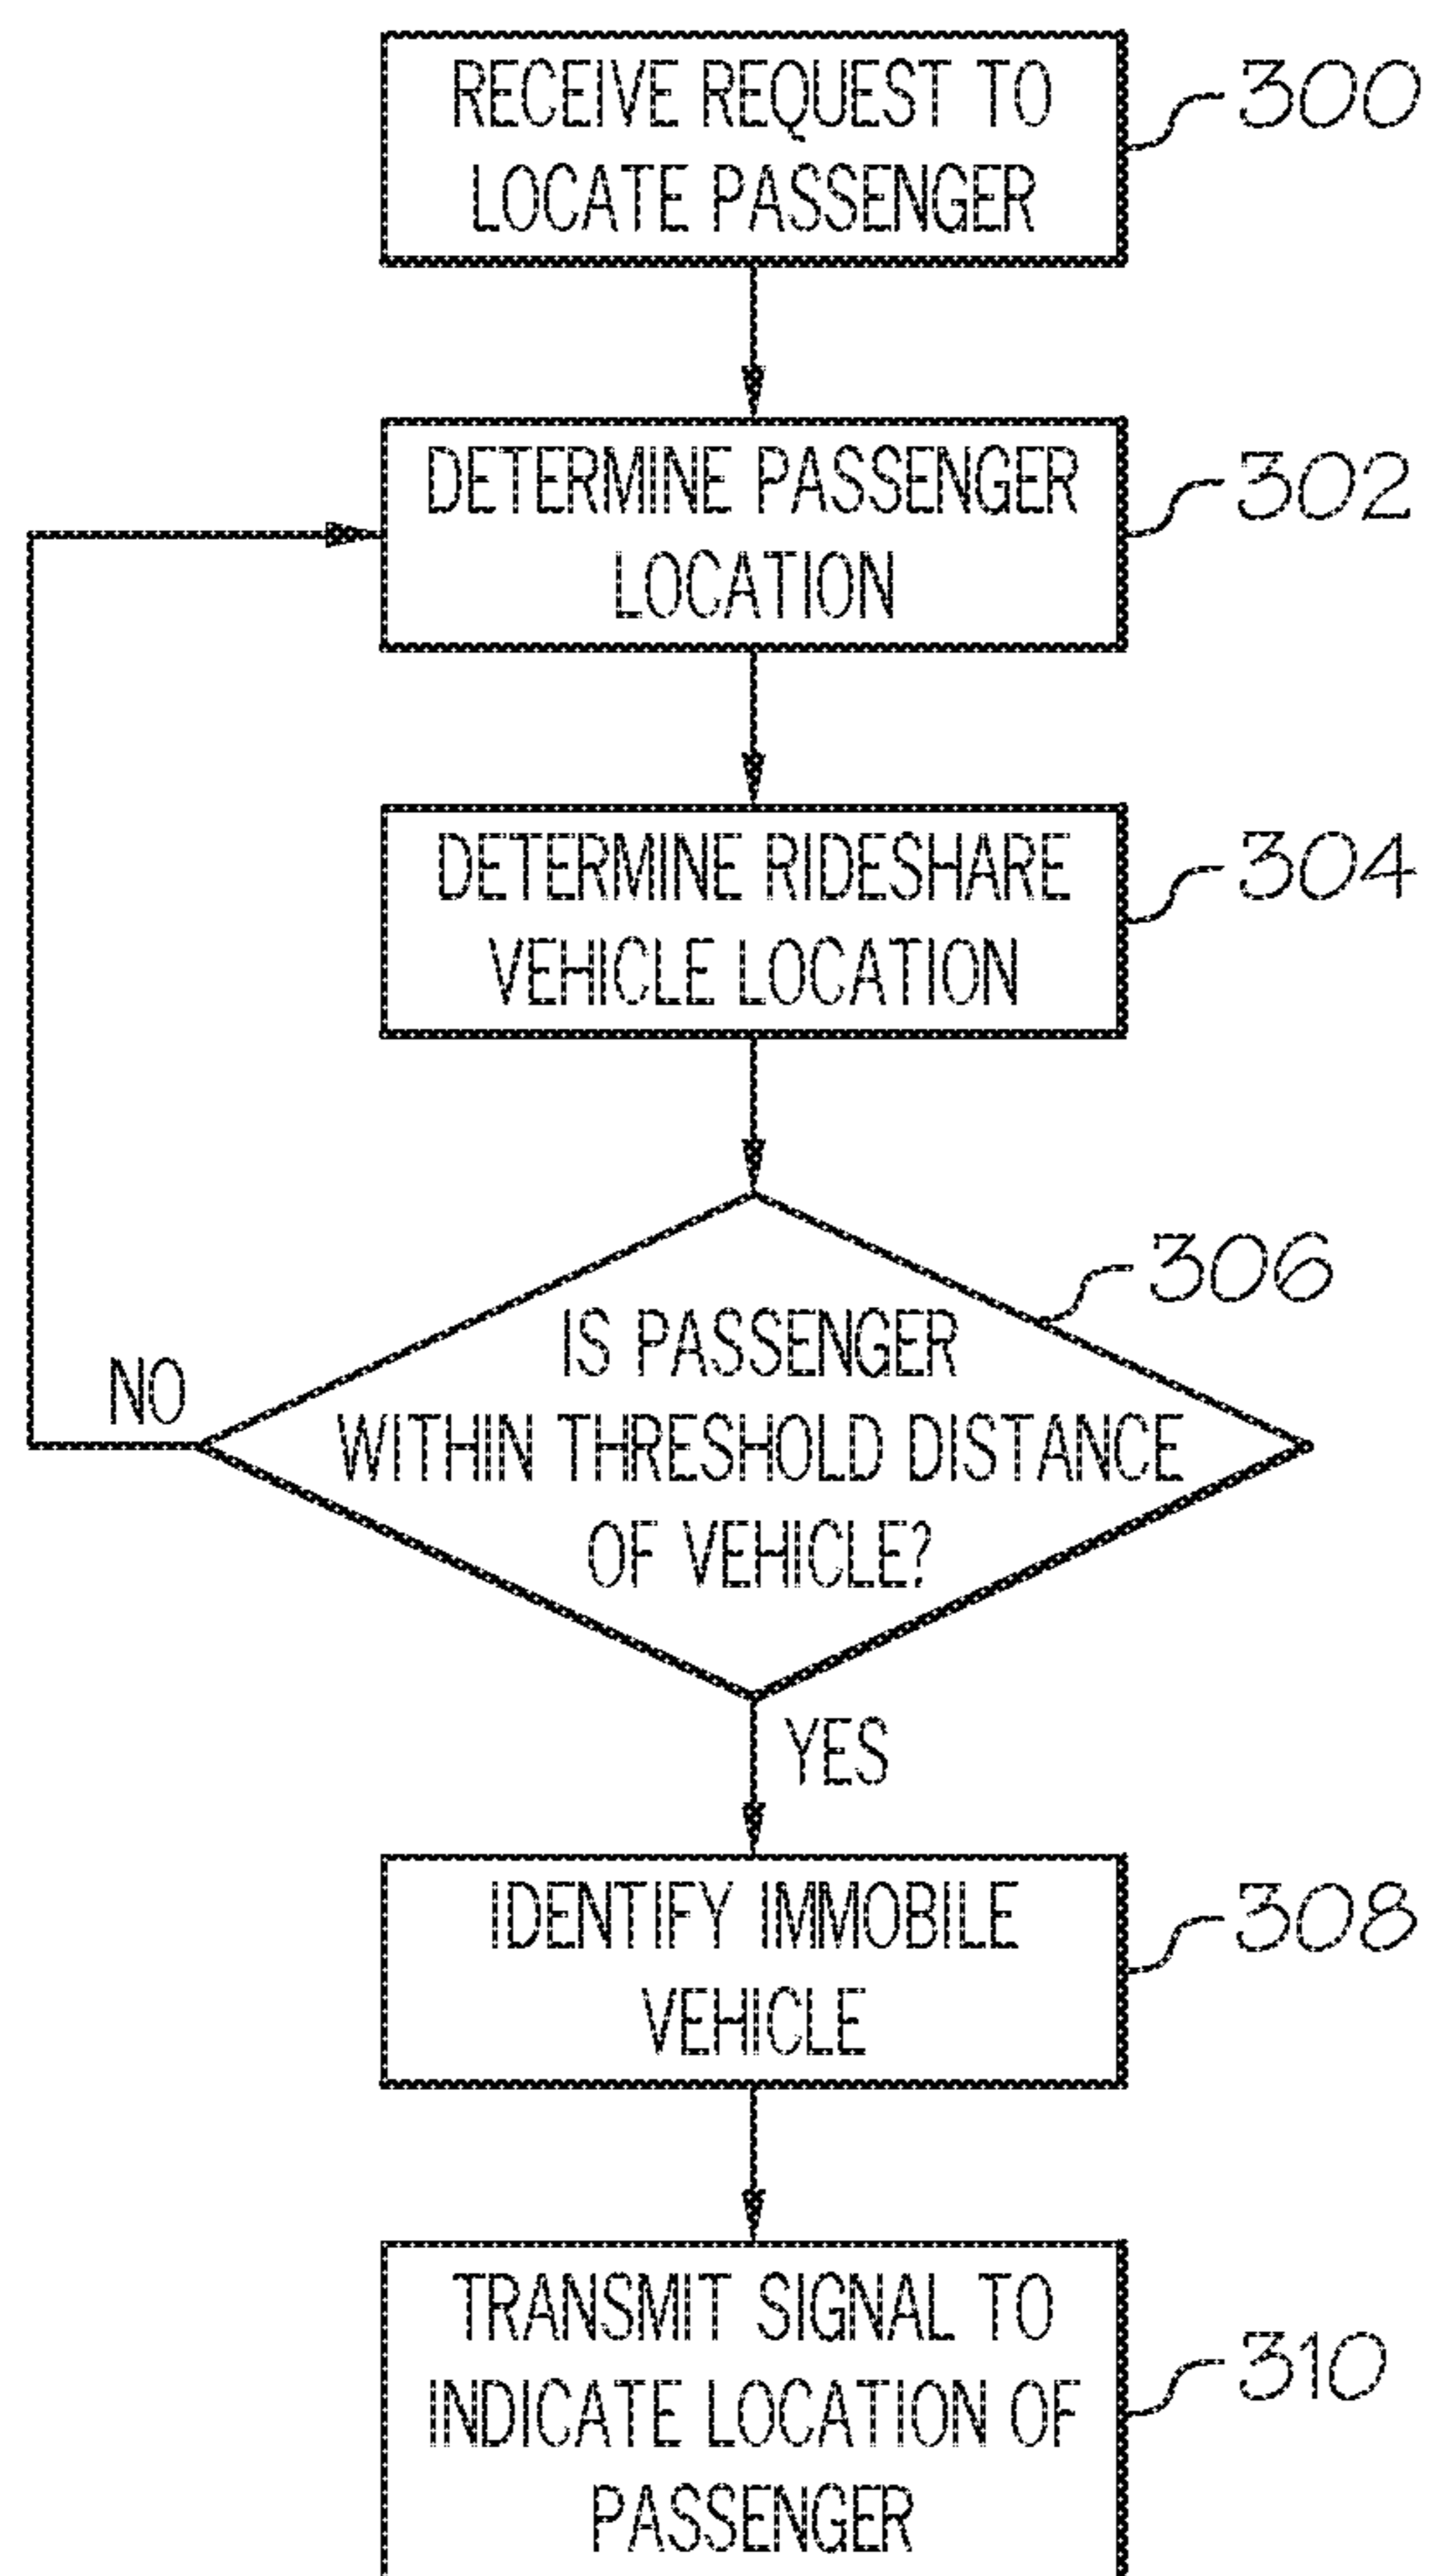 RECEIVE REQUEST TO
LOCATE PASSENGER
300
DETERMINE PASSENGER
LOCATION
302
DETERMINE RIDESHARE
VEHICLE LOCATION
304
306
IS PASSENGER
WITHIN THRESHOLD DISTANCE
OF VEHICLE?
NO
YES
IDENTIFY IMMOBILE
VEHICLE
308
TRANSMIT SIGNAL TO
INDICATE LOCATION OF
PASSENGER
310